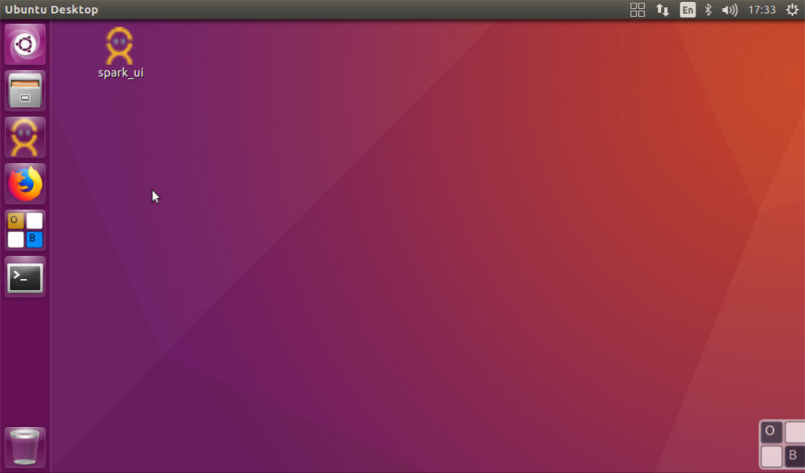 Ubuntu Desktop
En
17:33
spark_ui
O
B
>_
O
B